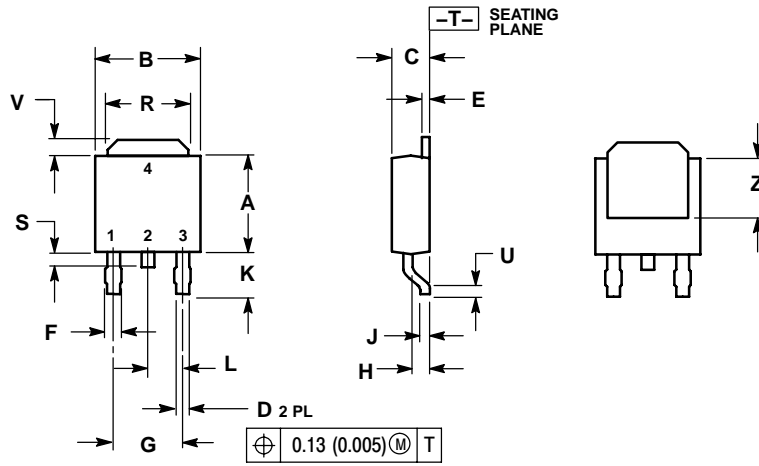 –T– SEATING
PLANE
B
C
V
R
E
4
A
Z
S
1 2 3
K
U
F
J
L
H
D 2 PL
G
⌖ 0.13 (0.005) Ⓜ T